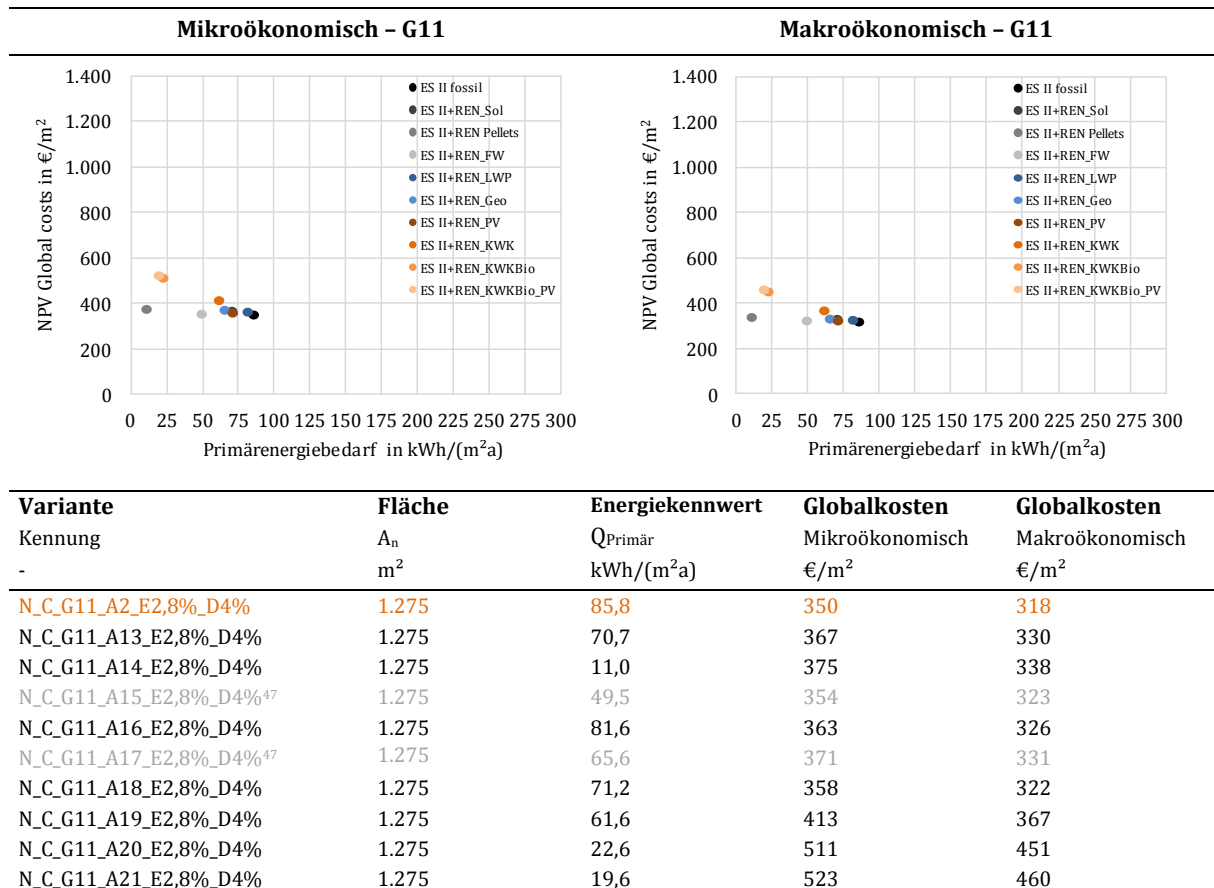 Mikroökonomisch – G11
Makroökonomisch – G11
NPV Global costs in €/m²
1.400
1.200
1.000
800
600
400
200
0
0 25 50 75 100 125 150 175 200 225 250 275 300
Primärenergiebedarf in kWh/(m²a)
ES II fossil
ES II+REN_Sol
ES II+REN Pellets
ES II+REN_FW
ES II+REN_LWP
ES II+REN_Geo
ES II+REN_PV
ES II+REN_KWK
ES II+REN_KWKBio
ES II+REN_KWKBio_PV
NPV Global costs in €/m²
1.400
1.200
1.000
800
600
400
200
0
0 25 50 75 100 125 150 175 200 225 250 275 300
Primärenergiebedarf in kWh/(m²a)
ES II fossil
ES II+REN_Sol
ES II+REN Pellets
ES II+REN_FW
ES II+REN_LWP
ES II+REN_Geo
ES II+REN_PV
ES II+REN_KWK
ES II+REN_KWKBio
ES II+REN_KWKBio_PV
Variante Fläche Energiekennwert Globalkosten Globalkosten
Kennung An QPrimär Mikroökonomisch Makroökonomisch
- m² kWh/(m²a) €/m² €/m²
N_C_G11_A2_E2,8%_D4% 1.275 85,8 350 318
N_C_G11_A13_E2,8%_D4% 1.275 70,7 367 330
N_C_G11_A14_E2,8%_D4% 1.275 11,0 375 338
N_C_G11_A15_E2,8%_D4%⁴⁷ 1.275 49,5 354 323
N_C_G11_A16_E2,8%_D4% 1.275 81,6 363 326
N_C_G11_A17_E2,8%_D4%⁴⁷ 1.275 65,6 371 331
N_C_G11_A18_E2,8%_D4% 1.275 71,2 358 322
N_C_G11_A19_E2,8%_D4% 1.275 61,6 413 367
N_C_G11_A20_E2,8%_D4% 1.275 22,6 511 451
N_C_G11_A21_E2,8%_D4% 1.275 19,6 523 460